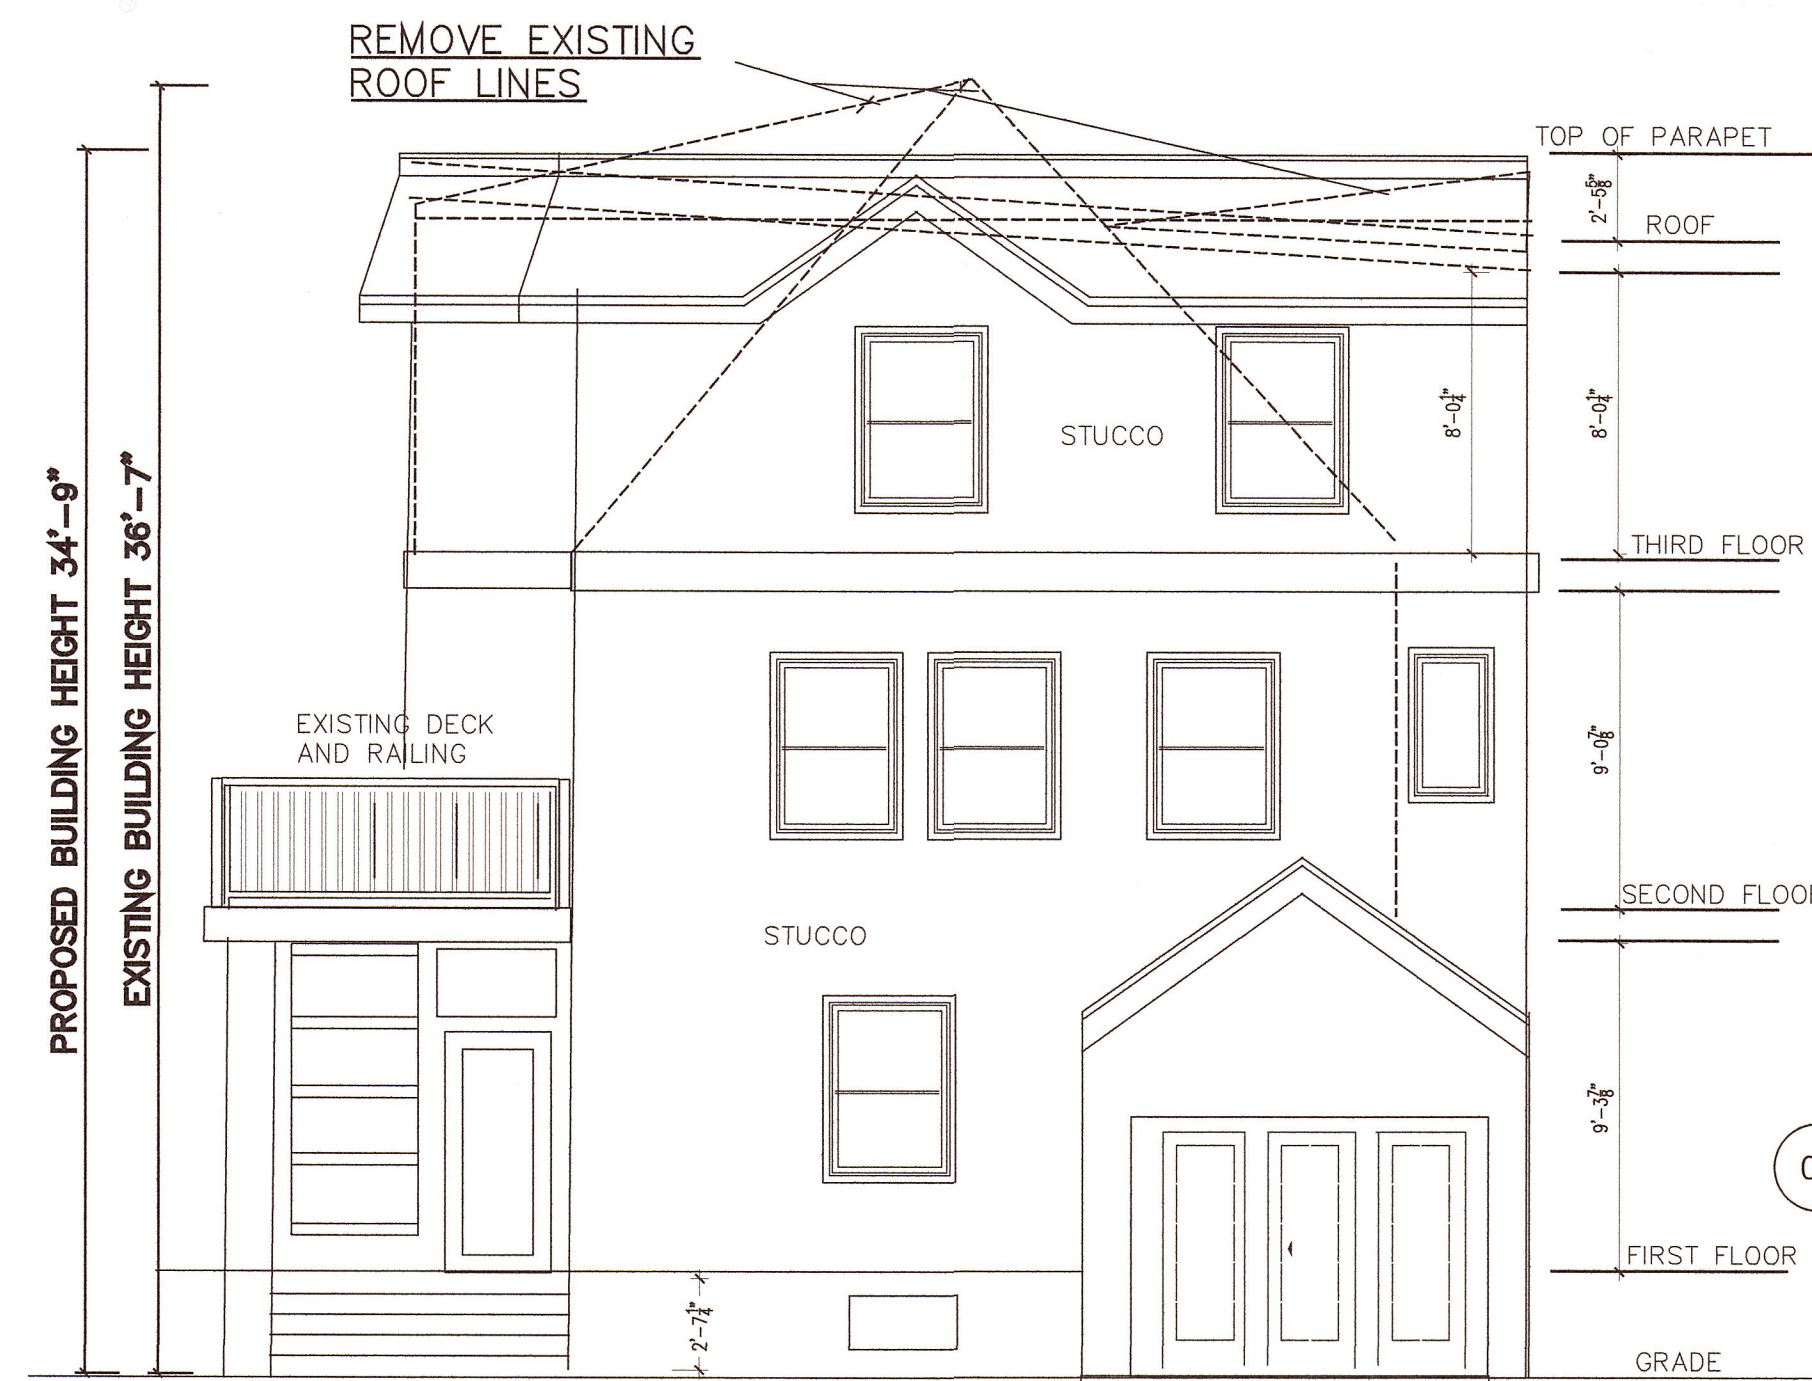 REMOVE EXISTING
ROOF LINES
TOP OF PARAPET
2'-5⅝"
ROOF
PROPOSED BUILDING HEIGHT 34'-9"
EXISTING BUILDING HEIGHT 36'-7"
STUCCO
8'-0¼"
8'-0¼"
THIRD FLOOR
EXISTING DECK
AND RAILING
9'-0⅞"
SECOND FLOOR
STUCCO
9'-3⅞"
FIRST FLOOR
2'-7¼"
GRADE